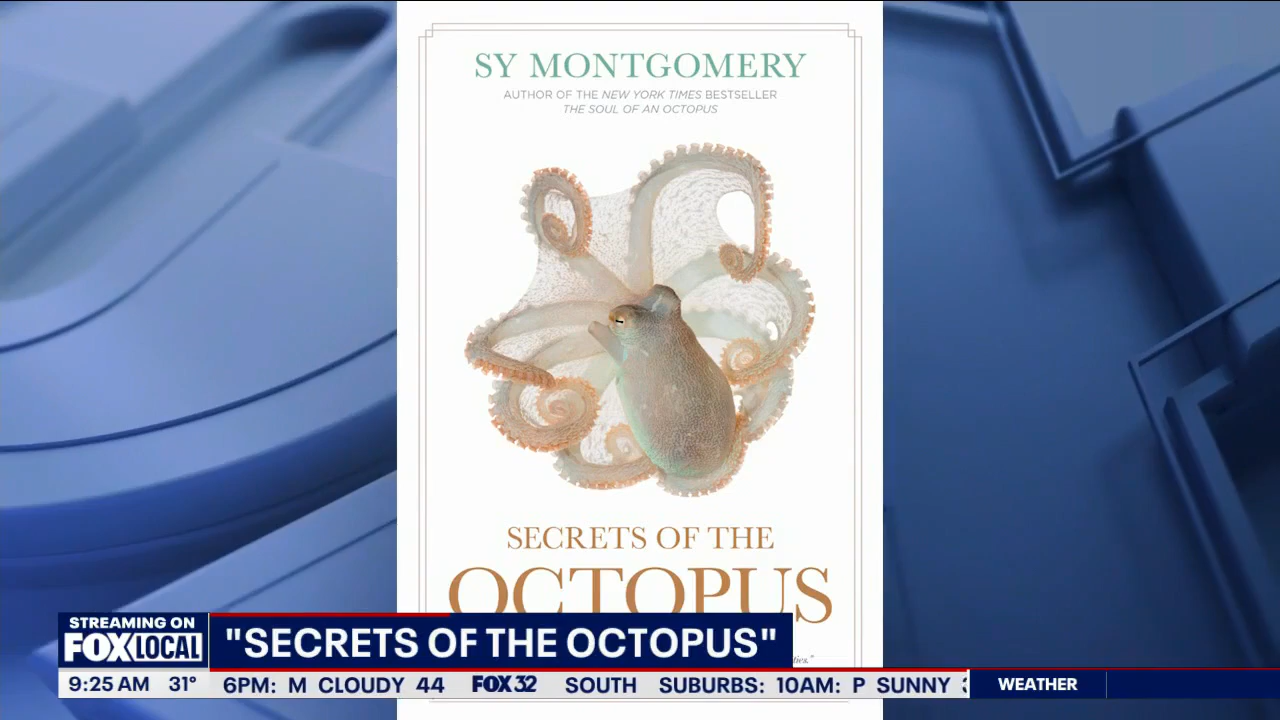 SY MONTGOMERY
AUTHOR OF THE NEW YORK TIMES BESTSELLER
THE SOUL OF AN OCTOPUS
SECRETS OF THE
OCTOPUS
ties."
STREAMING ON
FOX LOCAL
"SECRETS OF THE OCTOPUS"
9:25 AM 31° 6PM: M CLOUDY 44 FOX 32 SOUTH SUBURBS: 10AM: P SUNNY
WEATHER